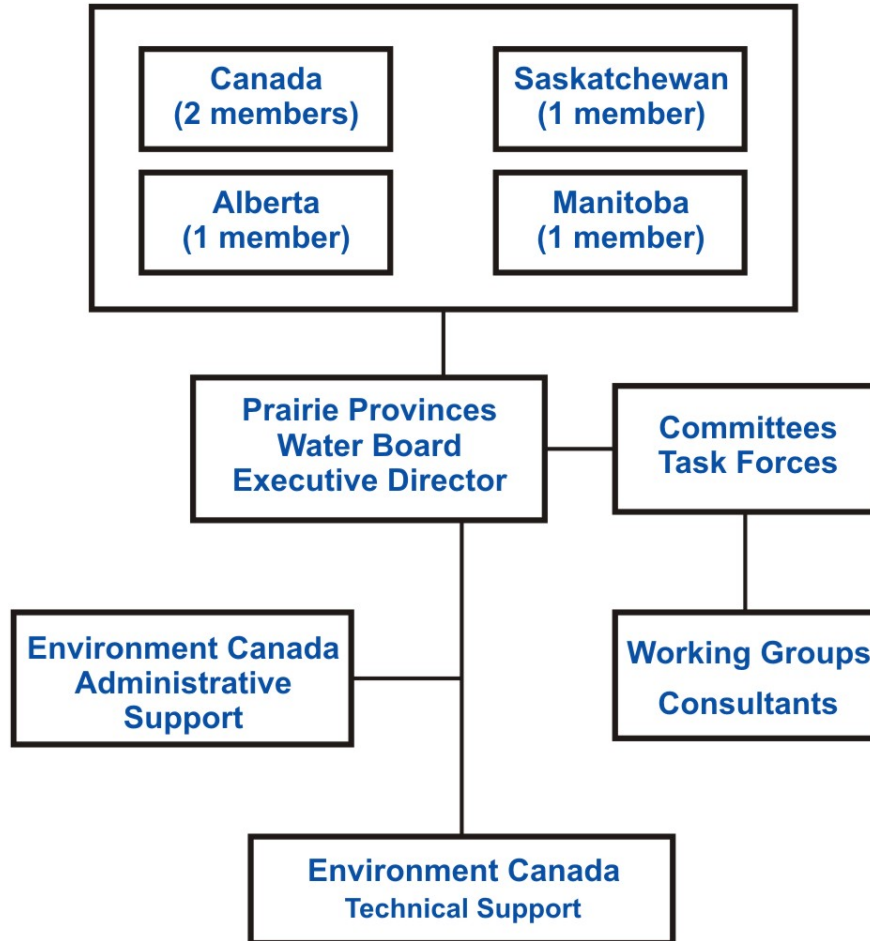 Canada
(2 members)
Saskatchewan
(1 member)
Alberta
(1 member)
Manitoba
(1 member)
Prairie Provinces
Water Board
Executive Director
Committees
Task Forces
Environment Canada
Administrative
Support
Working Groups
Consultants
Environment Canada
Technical Support